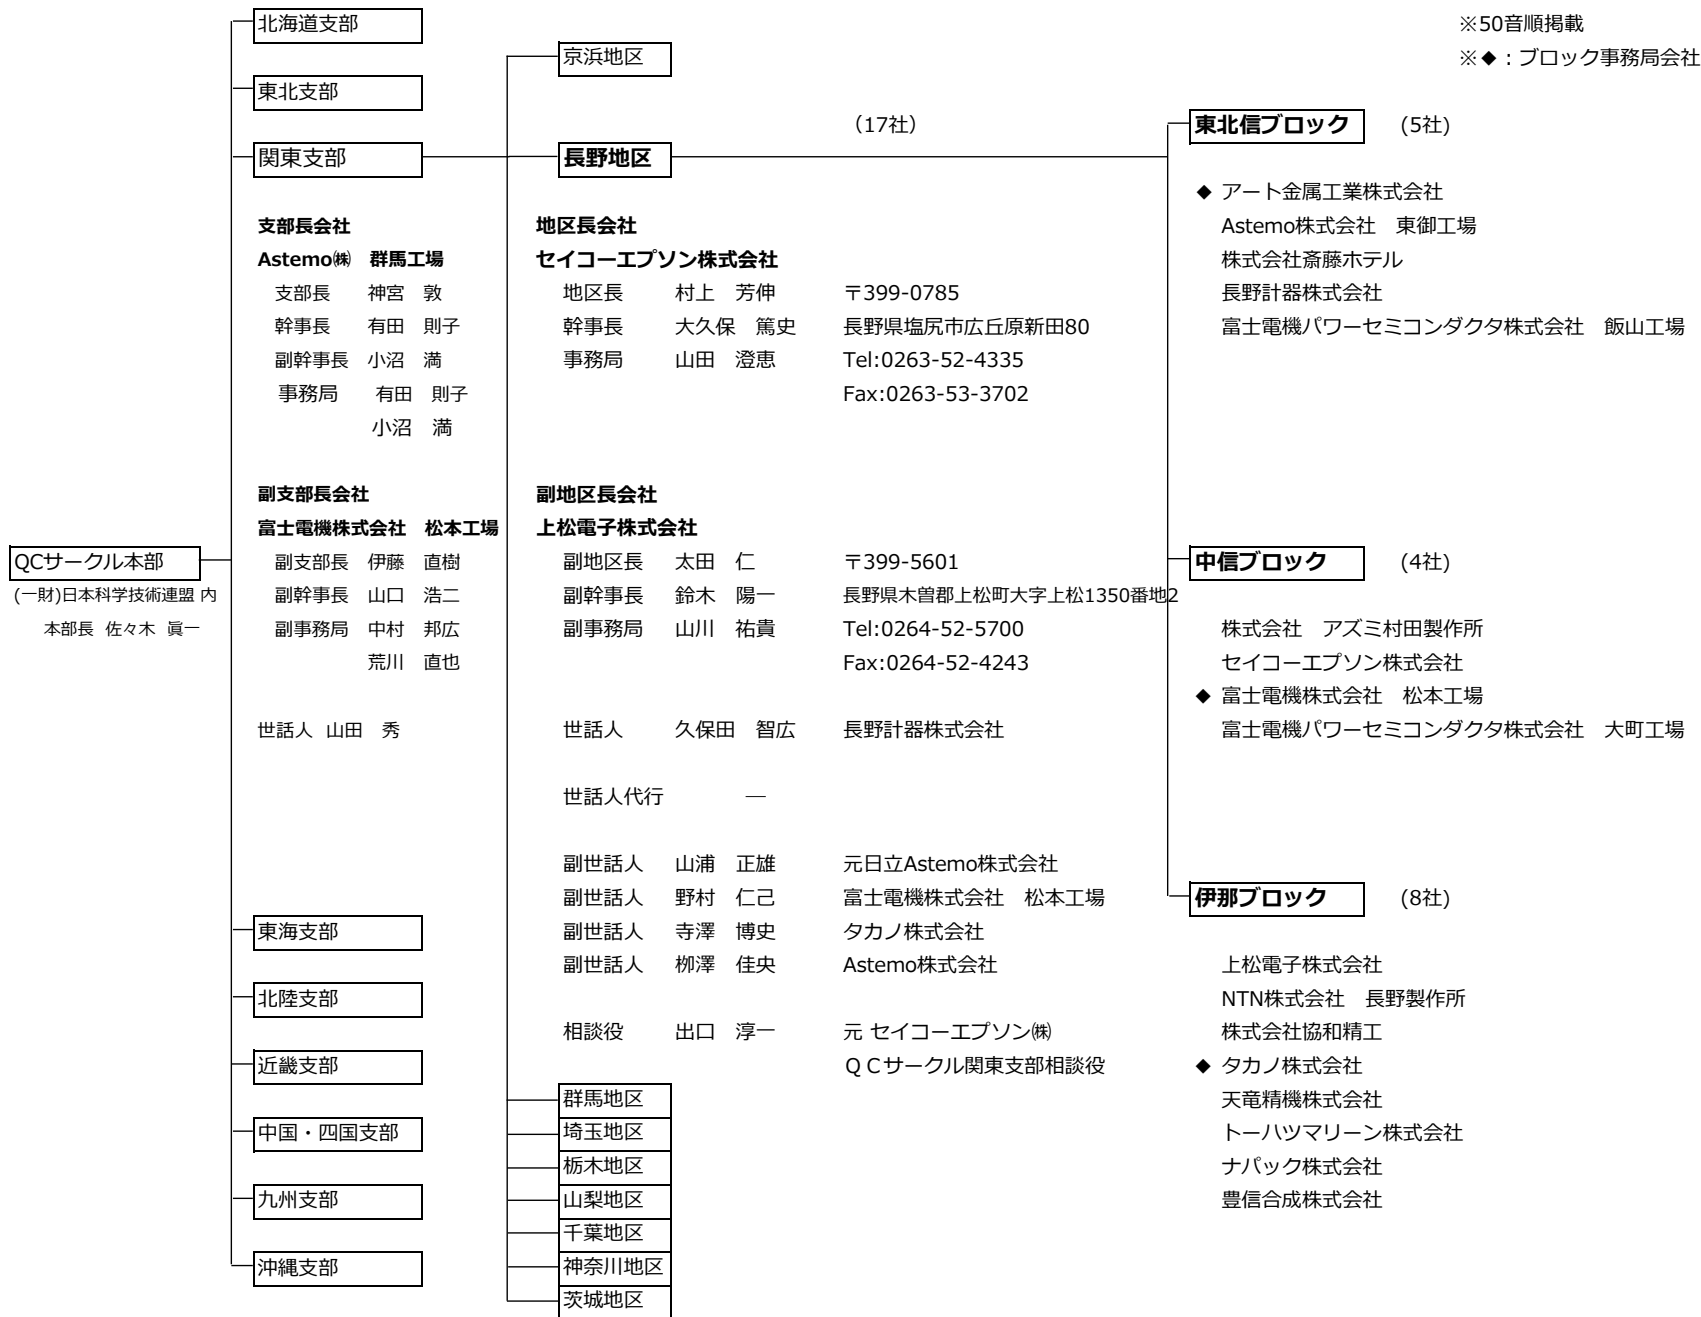 ※50音順掲載
※◆：ブロック事務局会社
QCサークル本部
(一財)日本科学技術連盟 内
本部長 佐々木 眞一
北海道支部
東北支部
関東支部
支部長会社
Astemo㈱　群馬工場
支部長　神宮　敦
幹事長　有田　則子
副幹事長　小沼　満
事務局　有田　則子
小沼　満
副支部長会社
富士電機株式会社　松本工場
副支部長　伊藤　直樹
副幹事長　山口　浩二
副事務局　中村　邦広
荒川　直也
世話人　山田　秀
東海支部
北陸支部
近畿支部
中国・四国支部
九州支部
沖縄支部
京浜地区
（17社）
長野地区
地区長会社
セイコーエプソン株式会社
地区長　村上　芳伸　〒399-0785
幹事長　大久保　篤史　長野県塩尻市広丘原新田80
事務局　山田　澄恵　Tel:0263-52-4335
Fax:0263-53-3702
副地区長会社
上松電子株式会社
副地区長　太田　仁　〒399-5601
副幹事長　鈴木　陽一　長野県木曽郡上松町大字上松1350番地2
副事務局　山川　祐貴　Tel:0264-52-5700
Fax:0264-52-4243
世話人　久保田　智広　長野計器株式会社
世話人代行　―
副世話人　山浦　正雄　元日立Astemo株式会社
副世話人　野村　仁己　富士電機株式会社　松本工場
副世話人　寺澤　博史　タカノ株式会社
副世話人　栁澤　佳央　Astemo株式会社
相談役　出口　淳一　元 セイコーエプソン㈱
ＱＣサークル関東支部相談役
群馬地区
埼玉地区
栃木地区
山梨地区
千葉地区
神奈川地区
茨城地区
東北信ブロック　(5社)
◆ アート金属工業株式会社
Astemo株式会社　東御工場
株式会社斎藤ホテル
長野計器株式会社
富士電機パワーセミコンダクタ株式会社　飯山工場
中信ブロック　(4社)
株式会社　アズミ村田製作所
セイコーエプソン株式会社
◆ 富士電機株式会社　松本工場
富士電機パワーセミコンダクタ株式会社　大町工場
伊那ブロック　(8社)
上松電子株式会社
NTN株式会社　長野製作所
株式会社協和精工
◆ タカノ株式会社
天竜精機株式会社
トーハツマリーン株式会社
ナパック株式会社
豊信合成株式会社